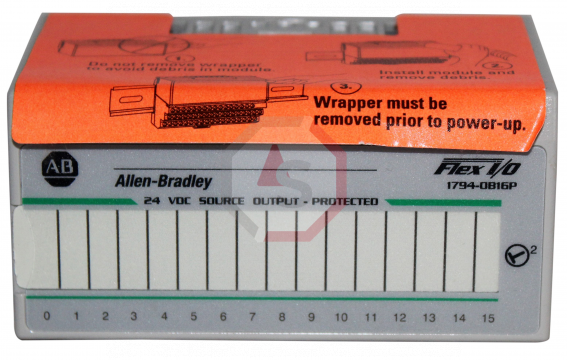 1.
Do not remove wrapper
to avoid debris in module.
2.
Install module and
remove debris.
3.
Wrapper must be
removed prior to power-up.
AB
Allen-Bradley
Flex I/O
1794-OB16P
24 VDC SOURCE OUTPUT - PROTECTED
2
0 1 2 3 4 5 6 7 8 9 10 11 12 13 14 15